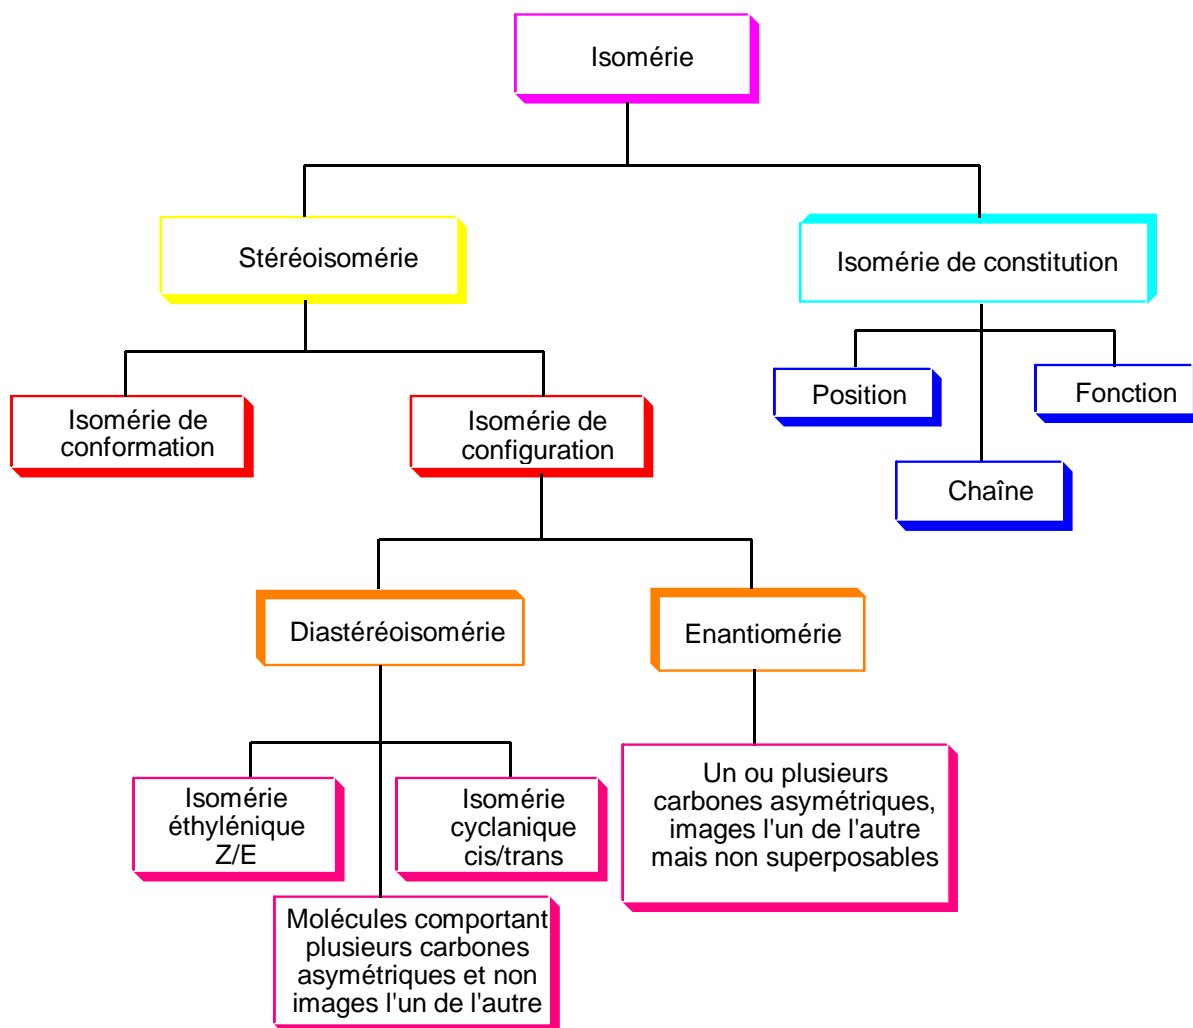 Isomérie
Stéréoisomérie
Isomérie de constitution
Position
Fonction
Isomérie de
conformation
Isomérie de
configuration
Chaîne
Diastéréoisomérie
Enantiomérie
Isomérie
éthylénique
Z/E
Isomérie
cyclanique
cis/trans
Un ou plusieurs
carbones asymétriques,
images l'un de l'autre
mais non superposables
Molécules comportant
plusieurs carbones
asymétriques et non
images l'un de l'autre